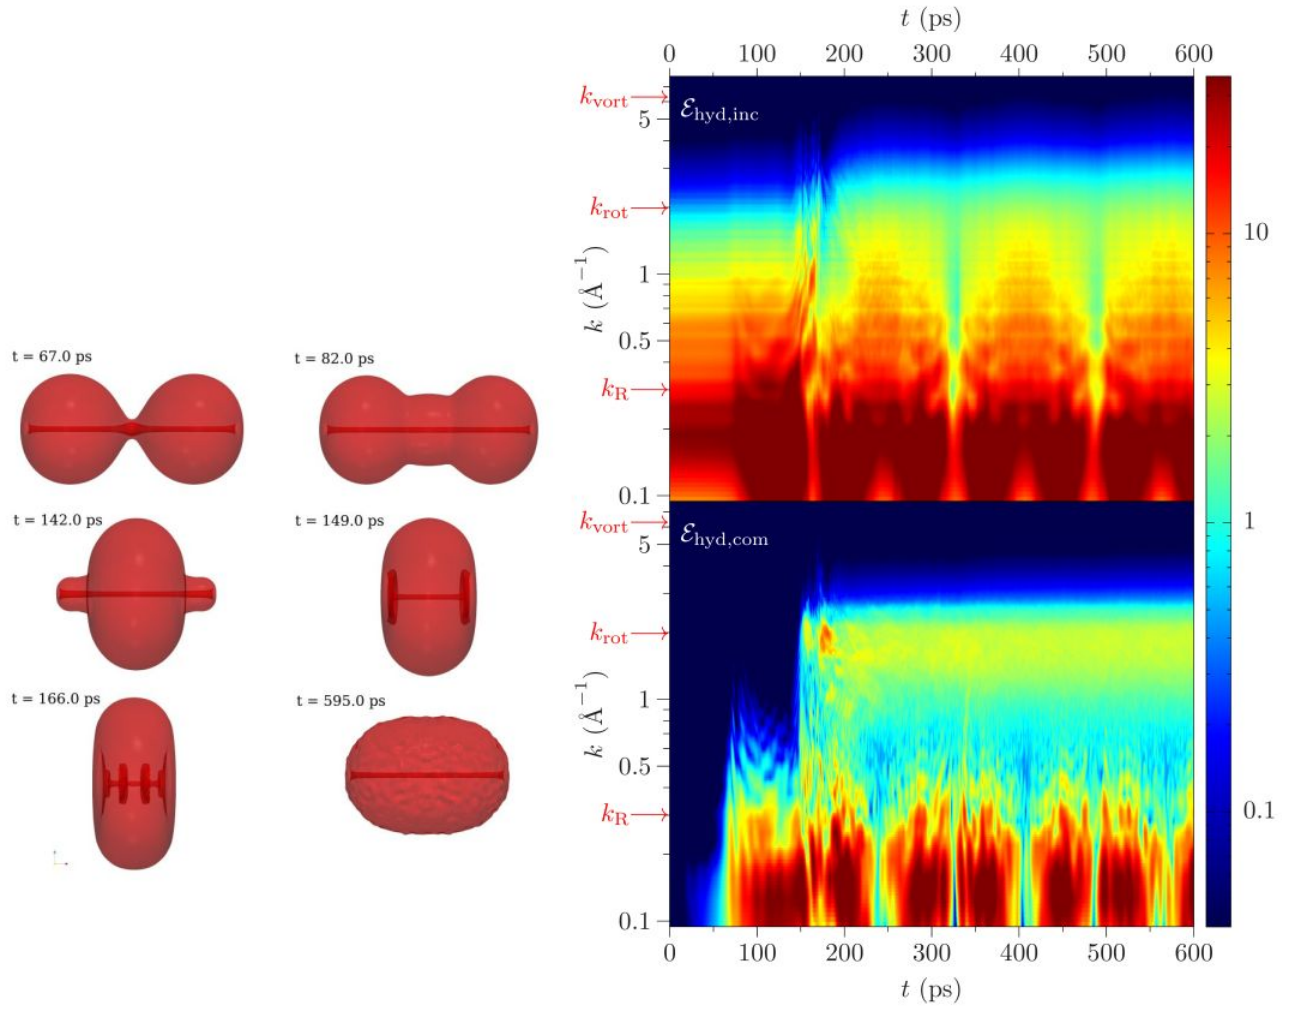 t = 67.0 ps
t = 82.0 ps
t = 142.0 ps
t = 149.0 ps
t = 166.0 ps
t = 595.0 ps
t (ps)
0 100 200 300 400 500 600
k_vort
5
ℰ_hyd,inc
k_rot
1
k (Å⁻¹)
0.5
k_R
0.1
k_vort
5
ℰ_hyd,com
k_rot
1
k (Å⁻¹)
0.5
k_R
0.1
0 100 200 300 400 500 600
t (ps)
10
1
0.1